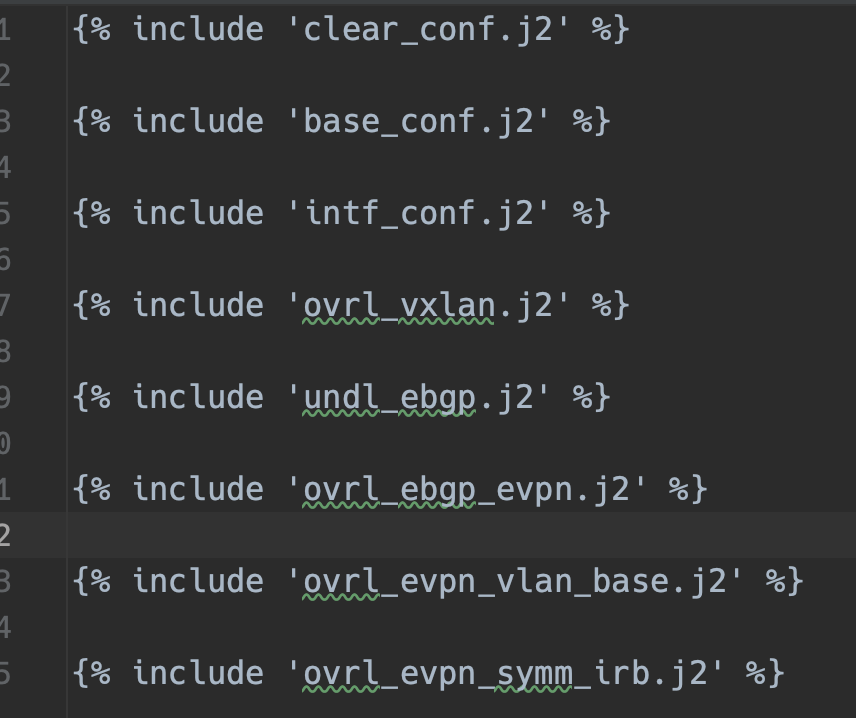 1 {% include 'clear_conf.j2' %}
2
3 {% include 'base_conf.j2' %}
4
5 {% include 'intf_conf.j2' %}
6
7 {% include 'ovrl_vxlan.j2' %}
8
9 {% include 'undl_ebgp.j2' %}
0
1 {% include 'ovrl_ebgp_evpn.j2' %}
2
3 {% include 'ovrl_evpn_vlan_base.j2' %}
4
5 {% include 'ovrl_evpn_symm_irb.j2' %}